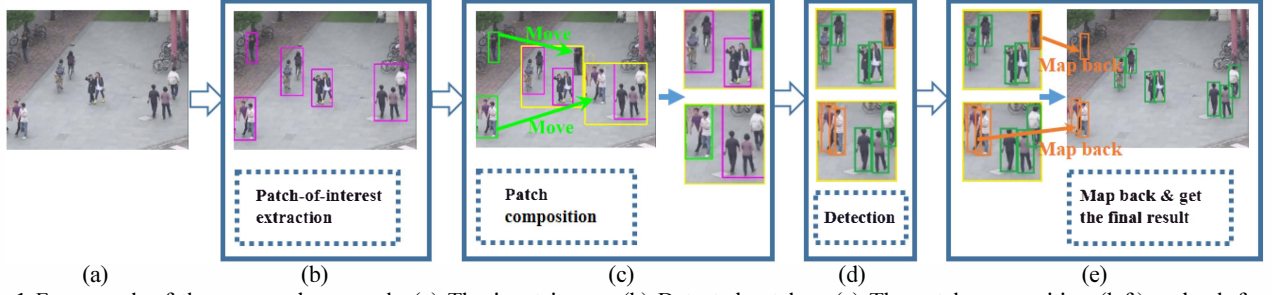 Move
Move
Map back
Map back
Patch-of-interest
extraction
Patch
composition
Detection
Map back & get
the final result
(a)
(b)
(c)
(d)
(e)